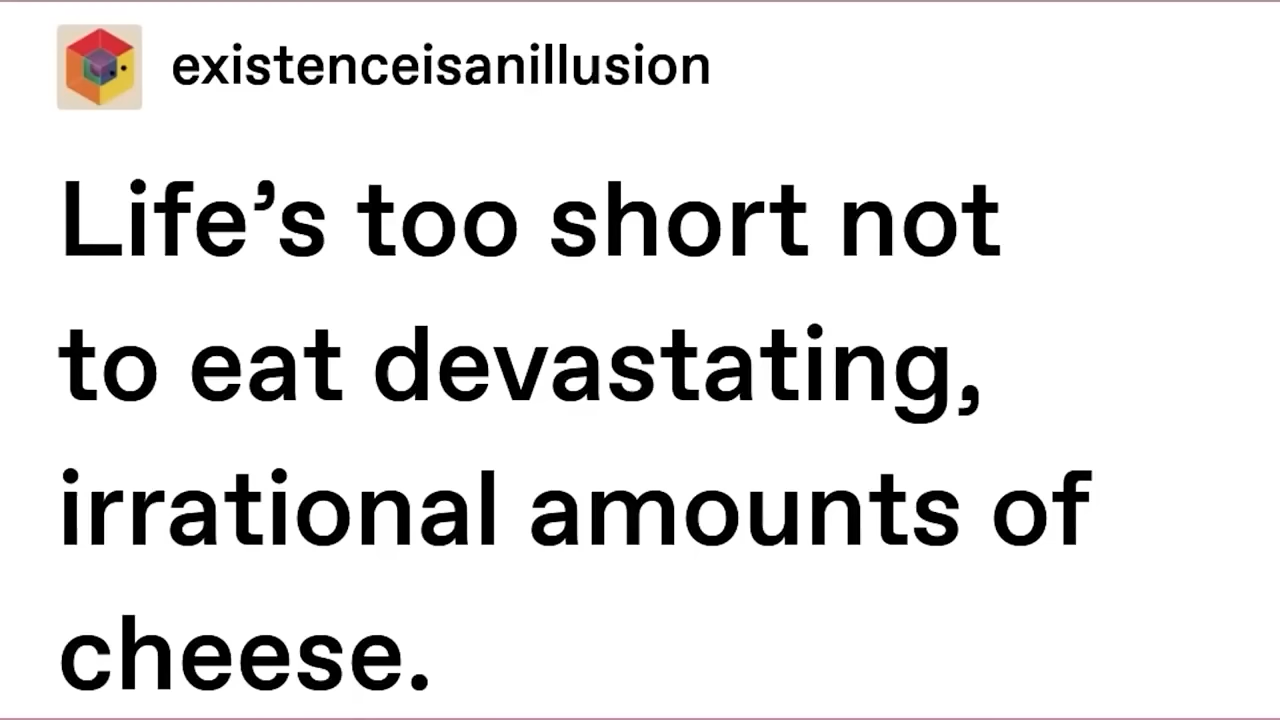 existenceisanillusion
Life’s too short not
to eat devastating,
irrational amounts of
cheese.